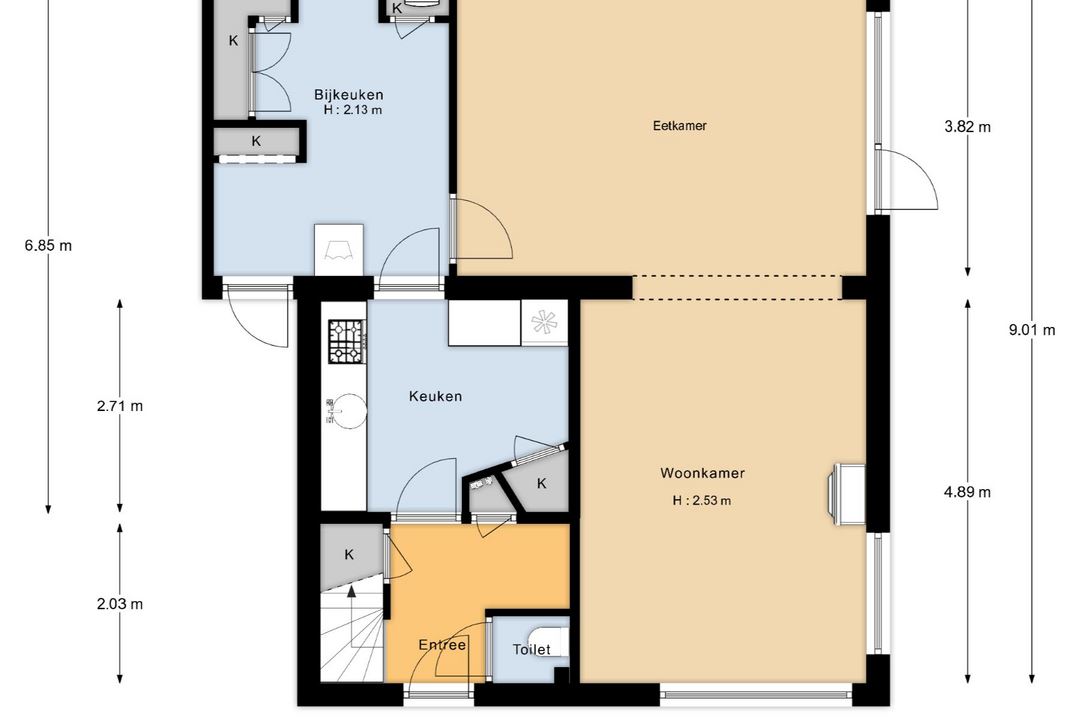 K
K
Bijkeuken
H : 2.13 m
Eetkamer
3.82 m
K
6.85 m
9.01 m
Keuken
2.71 m
Woonkamer
H : 2.53 m
K
4.89 m
K
2.03 m
Entree
Toilet